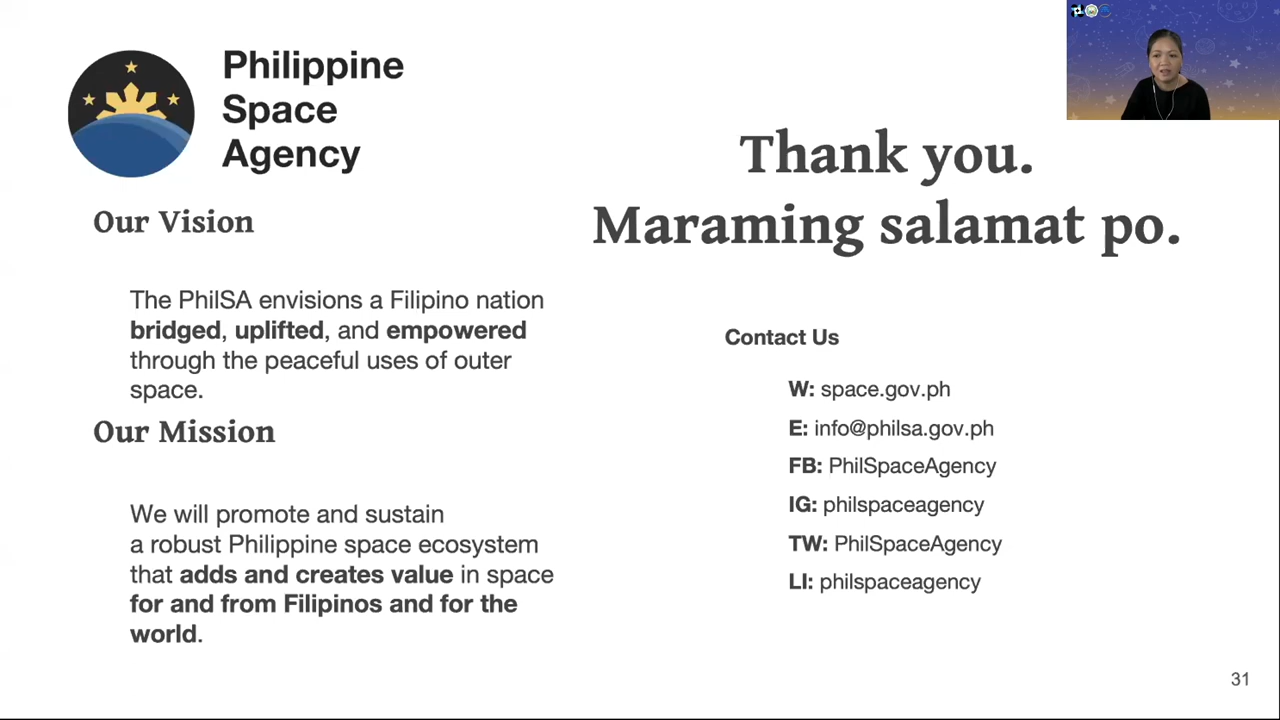 Philippine
Space
Agency
Our Vision
The PhilSA envisions a Filipino nation
bridged, uplifted, and empowered
through the peaceful uses of outer
space.
Our Mission
We will promote and sustain
a robust Philippine space ecosystem
that adds and creates value in space
for and from Filipinos and for the
world.
Thank you.
Maraming salamat po.
Contact Us
W: space.gov.ph
E: info@philsa.gov.ph
FB: PhilSpaceAgency
IG: philspaceagency
TW: PhilSpaceAgency
LI: philspaceagency
31